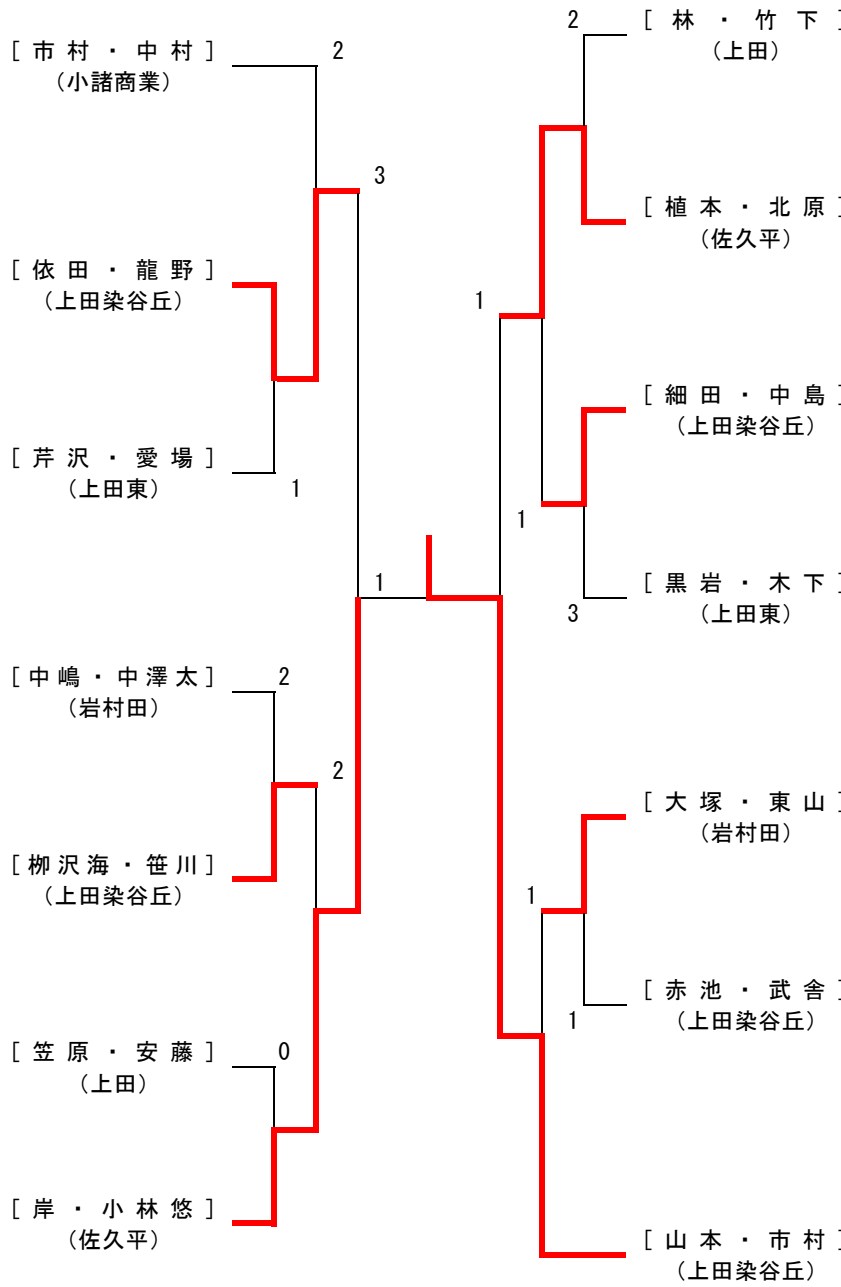 [ 市 村 ・ 中 村 ]
(小諸商業)
2
3
[ 依 田 ・ 龍 野 ]
(上田染谷丘)
[ 芹 沢 ・ 愛 場 ]
(上田東)
1
1
[ 中 嶋 ・ 中 澤 太 ]
(岩村田)
2
2
[ 栁 沢 海 ・ 笹 川 ]
(上田染谷丘)
[ 笠 原 ・ 安 藤 ]
(上田)
0
[ 岸 ・ 小 林 悠 ]
(佐久平)
2
[ 林 ・ 竹 下 ]
(上田)
[ 植 本 ・ 北 原 ]
(佐久平)
1
[ 細 田 ・ 中 島 ]
(上田染谷丘)
1
[ 黒 岩 ・ 木 下 ]
(上田東)
3
[ 大 塚 ・ 東 山 ]
(岩村田)
1
[ 赤 池 ・ 武 舎 ]
(上田染谷丘)
1
[ 山 本 ・ 市 村 ]
(上田染谷丘)